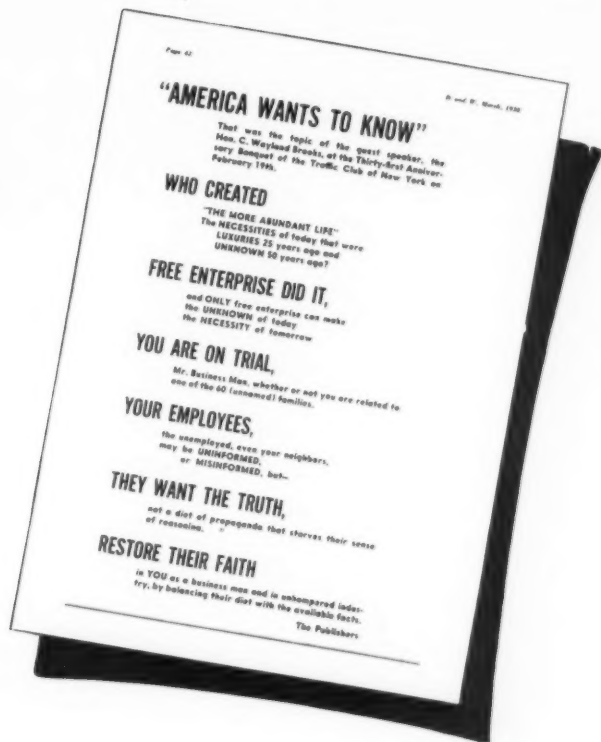 Page 62
D and W, March, 1938
"AMERICA WANTS TO KNOW"
That was the topic of the guest speaker, the
Hon. C. Wayland Brooks, at the Thirty-first Anniver-
sary Banquet of the Traffic Club of New York on
February 19th.
WHO CREATED
"THE MORE ABUNDANT LIFE"
The NECESSITIES of today that were
LUXURIES 25 years ago and
UNKNOWN 50 years ago?
FREE ENTERPRISE DID IT,
and ONLY free enterprise can make
the UNKNOWN of today
the NECESSITY of tomorrow
YOU ARE ON TRIAL,
Mr. Business Man, whether or not you are related to
one of the 60 (unnamed) families.
YOUR EMPLOYEES,
the unemployed, even your neighbors,
may be UNINFORMED,
or MISINFORMED, but—
THEY WANT THE TRUTH,
not a diet of propaganda that starves their sense
of reasoning.
RESTORE THEIR FAITH
in YOU as a business man and in unhampered indus-
try, by balancing their diet with the available facts.
The Publishers